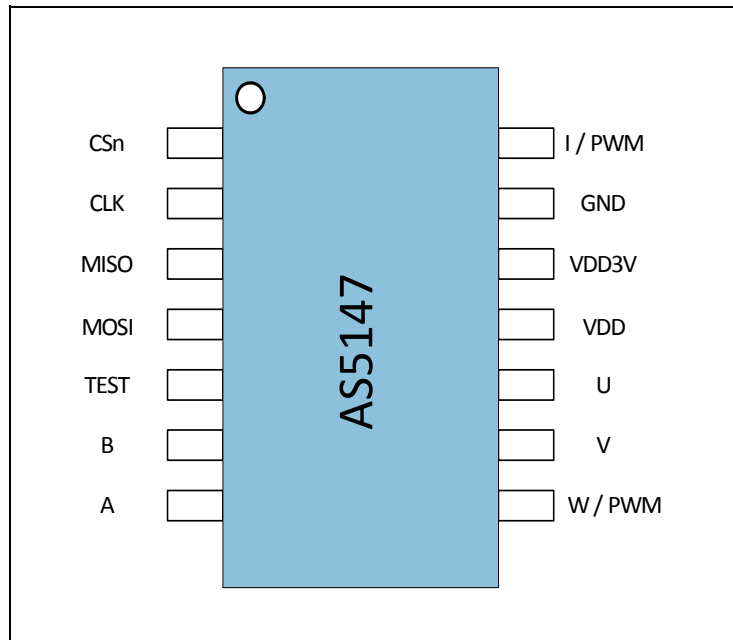 CSn
I / PWM
CLK
GND
MISO
VDD3V
MOSI
VDD
TEST
U
B
V
A
W / PWM
AS5147